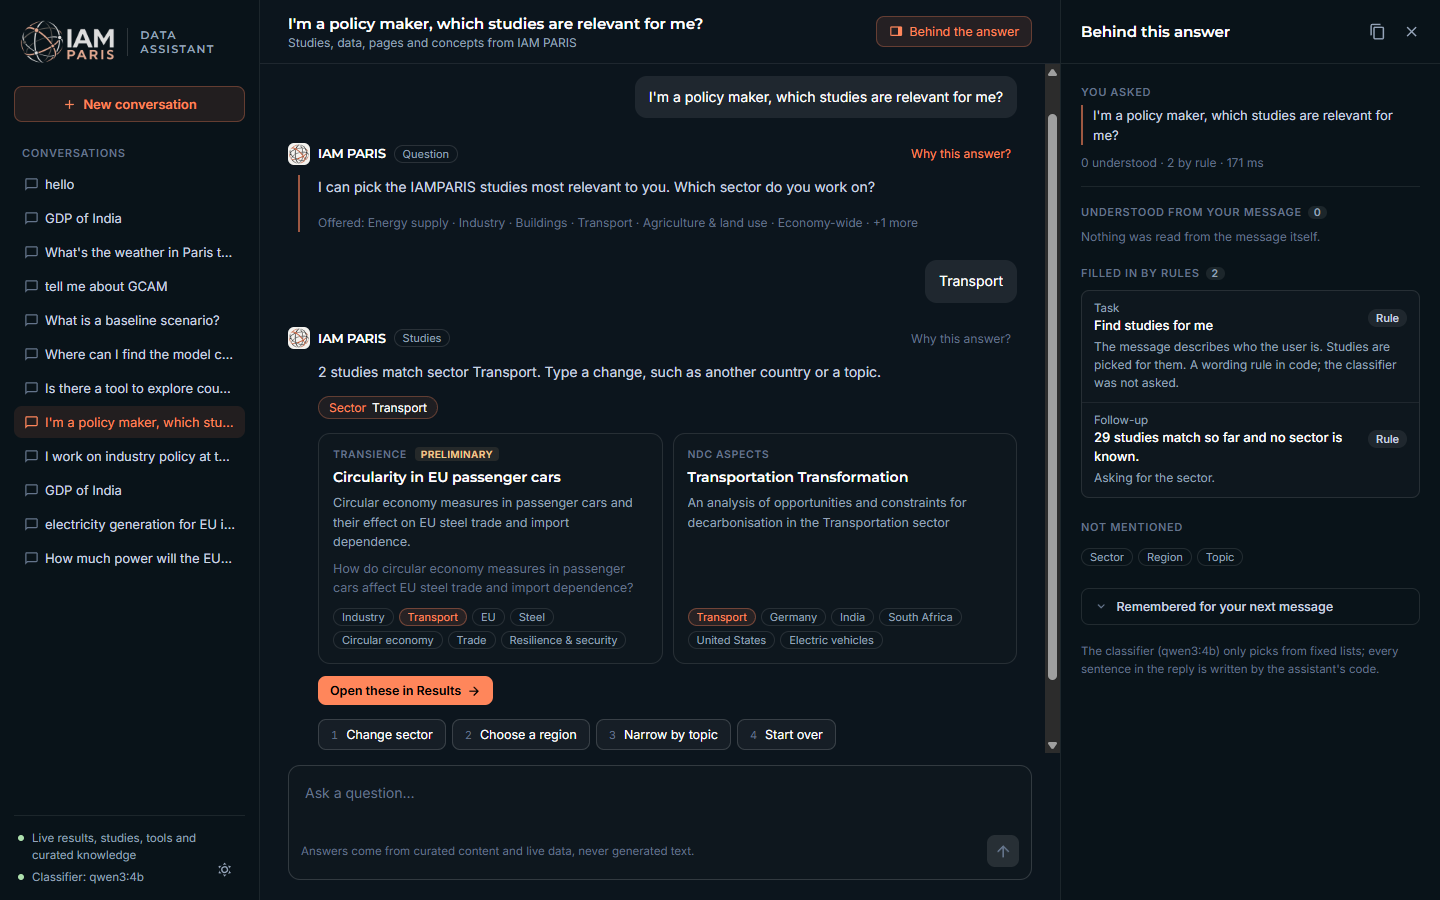 IAM
PARIS
DATA
ASSISTANT
+ New conversation
CONVERSATIONS
hello
GDP of India
What's the weather in Paris t...
tell me about GCAM
What is a baseline scenario?
Where can I find the model c...
Is there a tool to explore cou...
I'm a policy maker, which stu...
I work on industry policy at t...
GDP of India
electricity generation for EU i...
How much power will the EU...
Live results, studies, tools and
curated knowledge
Classifier: qwen3:4b
I'm a policy maker, which studies are relevant for me?
Studies, data, pages and concepts from IAM PARIS
Behind the answer
I'm a policy maker, which studies are relevant for me?
IAM PARIS Question Why this answer?
I can pick the IAMPARIS studies most relevant to you. Which sector do you work on?
Offered: Energy supply · Industry · Buildings · Transport · Agriculture & land use · Economy-wide · +1 more
Transport
IAM PARIS Studies Why this answer?
2 studies match sector Transport. Type a change, such as another country or a topic.
Sector Transport
TRANSIENCE PRELIMINARY
Circularity in EU passenger cars
Circular economy measures in passenger cars and
their effect on EU steel trade and import
dependence.
How do circular economy measures in passenger
cars affect EU steel trade and import dependence?
Industry Transport EU Steel
Circular economy Trade Resilience & security
NDC ASPECTS
Transportation Transformation
An analysis of opportunities and constraints for
decarbonisation in the Transportation sector
Transport Germany India South Africa
United States Electric vehicles
Open these in Results →
1 Change sector 2 Choose a region 3 Narrow by topic 4 Start over
Ask a question...
Answers come from curated content and live data, never generated text.
Behind this answer
YOU ASKED
I'm a policy maker, which studies are relevant for
me?
0 understood · 2 by rule · 171 ms
UNDERSTOOD FROM YOUR MESSAGE 0
Nothing was read from the message itself.
FILLED IN BY RULES 2
Task
Find studies for me Rule
The message describes who the user is. Studies are
picked for them. A wording rule in code; the classifier
was not asked.
Follow-up
29 studies match so far and no sector is
known. Rule
Asking for the sector.
NOT MENTIONED
Sector Region Topic
Remembered for your next message
The classifier (qwen3:4b) only picks from fixed lists; every
sentence in the reply is written by the assistant's code.